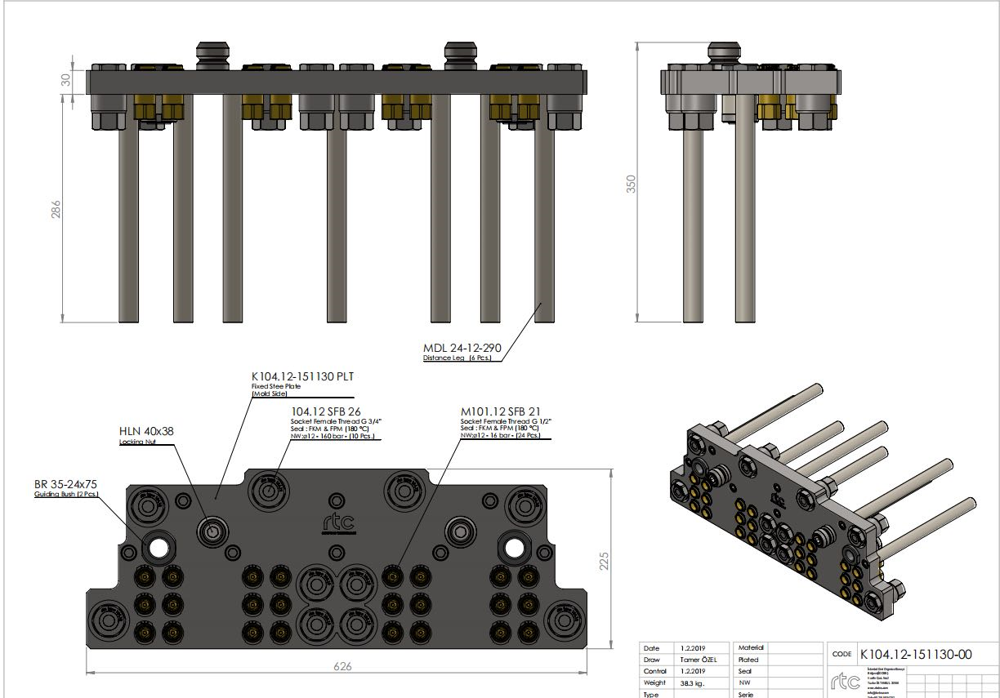 30
286
350
MDL 24-12-290
Distance Leg (6 Pcs.)
K104.12-151130 PLT
Fixed Stee Plate
(Mold Side)
104.12 SFB 26
Socket Female Thread G 3/4"
Seal : FKM & FPM (180 °C)
NW:ø12 - 160 bar - (10 Pcs.)
M101.12 SFB 21
Socket Female Thread G 1/2"
Seal : FKM & FPM (180 °C)
NW:ø12 - 16 bar - (24 Pcs.)
HLN 40x38
Locking Nut
BR 35-24x75
Guiding Bush (2 Pcs.)
rtc
225
626
rtc
Date 1.2.2019
Draw Tamer ÖZEL
Control 1.2.2019
Weight 38.3 kg.
Type
Material
Plated
Seal
NW
Serie
CODE K104.12-151130-00
rtc